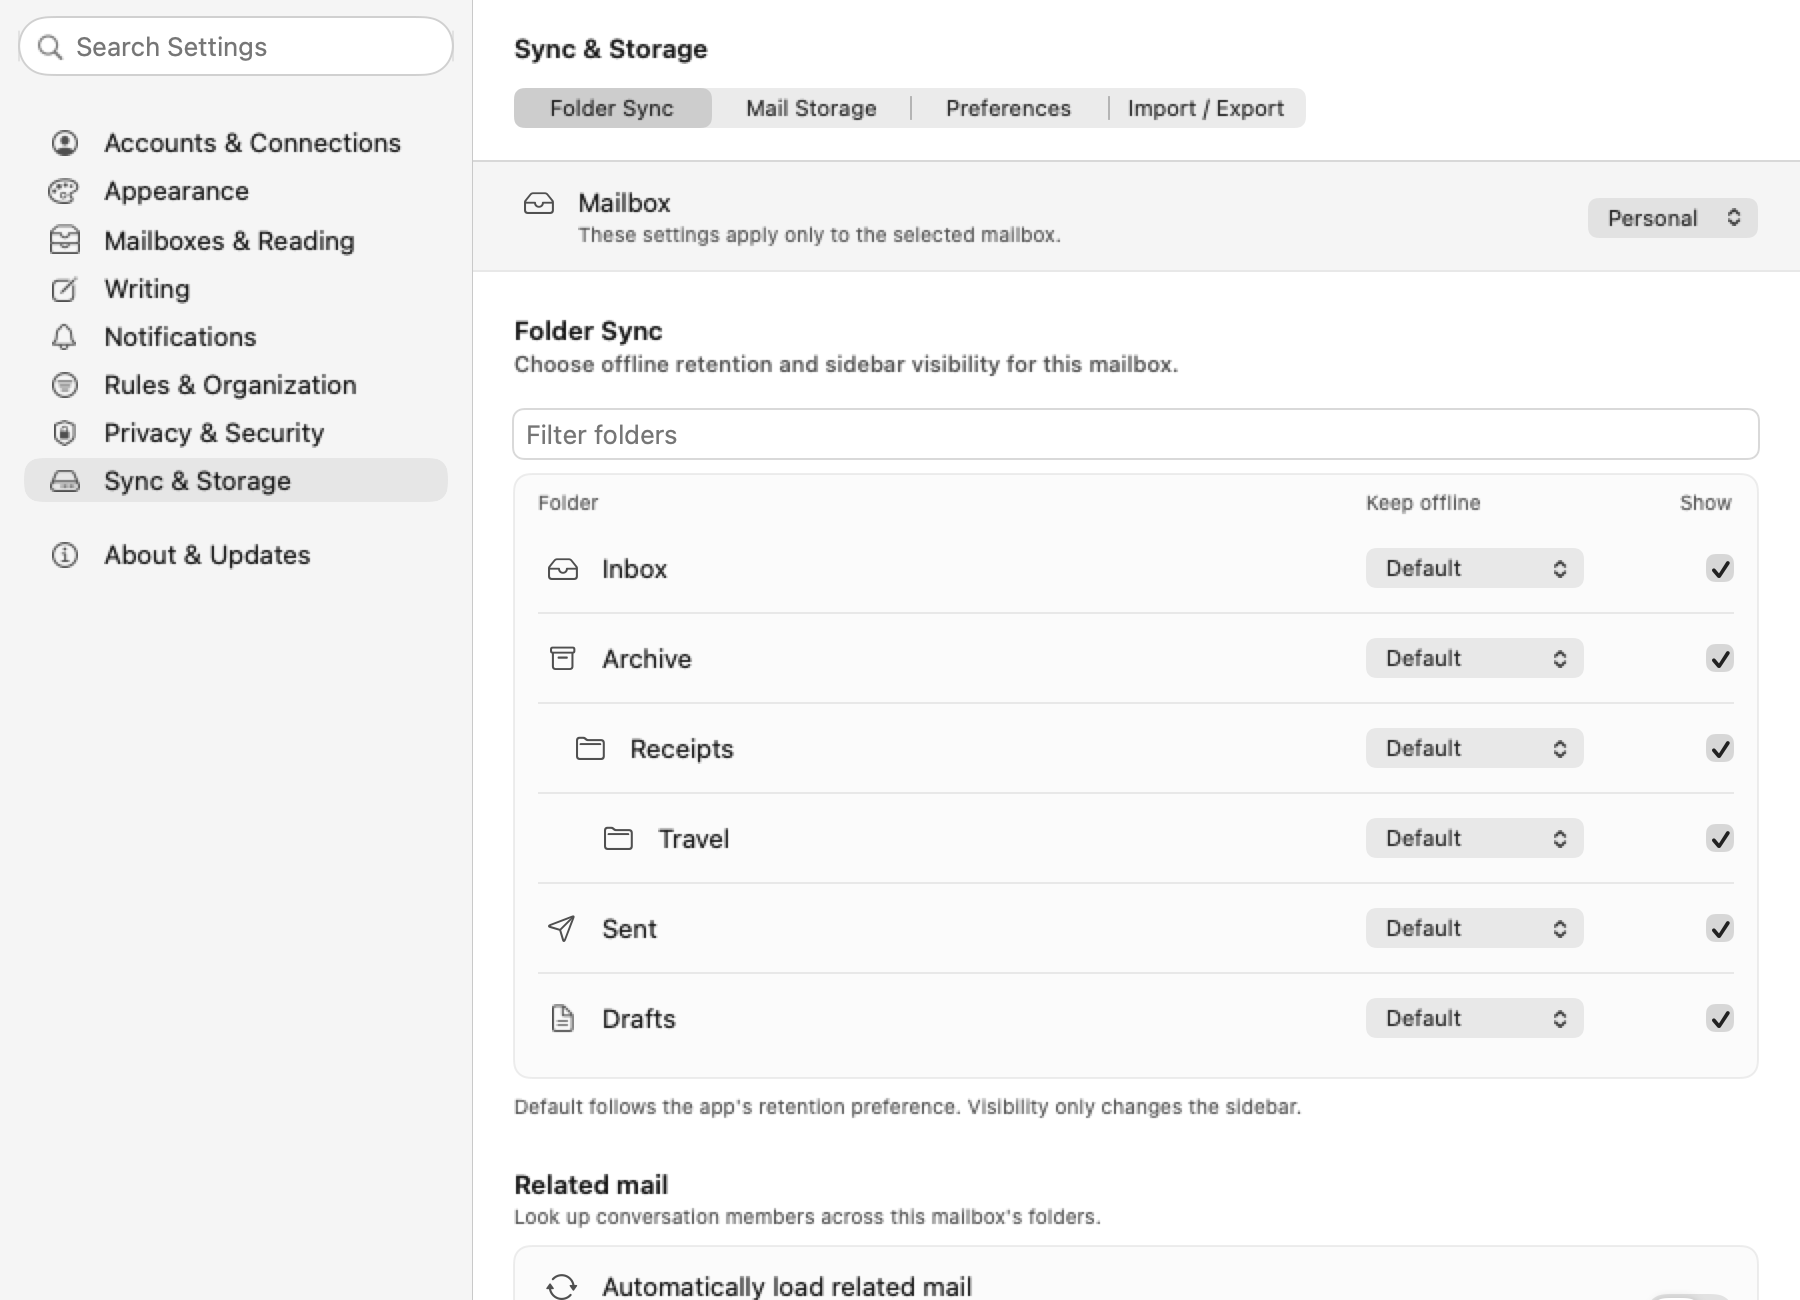 Search Settings
Accounts & Connections
Appearance
Mailboxes & Reading
Writing
Notifications
Rules & Organization
Privacy & Security
Sync & Storage
About & Updates
Sync & Storage
Folder Sync
Mail Storage
Preferences
Import / Export
Mailbox
These settings apply only to the selected mailbox.
Personal
Folder Sync
Choose offline retention and sidebar visibility for this mailbox.
Filter folders
Folder Keep offline Show
Inbox Default
Archive Default
Receipts Default
Travel Default
Sent Default
Drafts Default
Default follows the app's retention preference. Visibility only changes the sidebar.
Related mail
Look up conversation members across this mailbox's folders.
Automatically load related mail